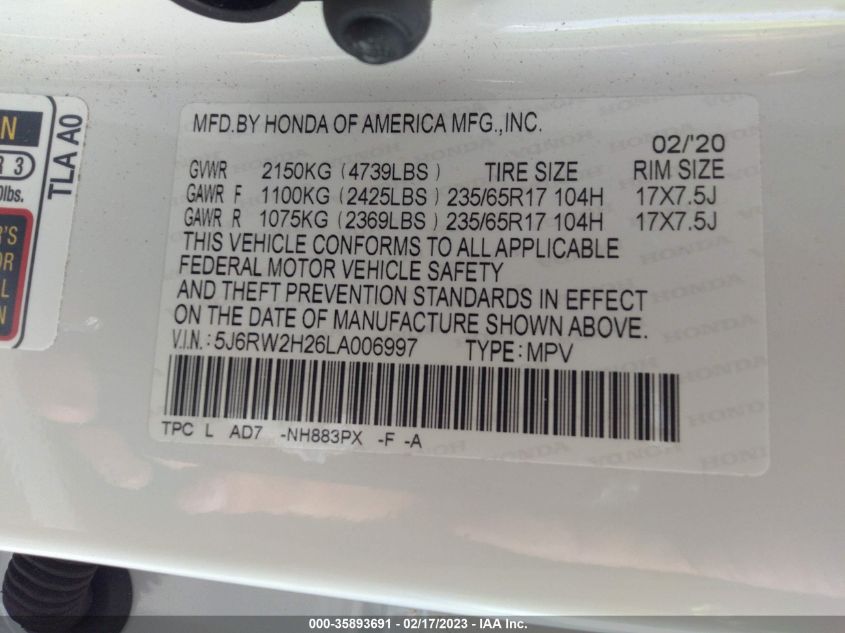 MFD.BY HONDA OF AMERICA MFG.,INC.
02/'20
GVWR 2150KG (4739LBS) TIRE SIZE RIM SIZE
GAWR F 1100KG (2425LBS) 235/65R17 104H 17X7.5J
GAWR R 1075KG (2369LBS) 235/65R17 104H 17X7.5J
THIS VEHICLE CONFORMS TO ALL APPLICABLE
FEDERAL MOTOR VEHICLE SAFETY
AND THEFT PREVENTION STANDARDS IN EFFECT
ON THE DATE OF MANUFACTURE SHOWN ABOVE.
V.I.N.: 5J6RW2H26LA006997 TYPE: MPV
TPC L AD7 -NH883PX -F -A
TLA A0
N
R 3
0lbs.
R'S
OR
L
N
000-35893691 - 02/17/2023 - IAA Inc.